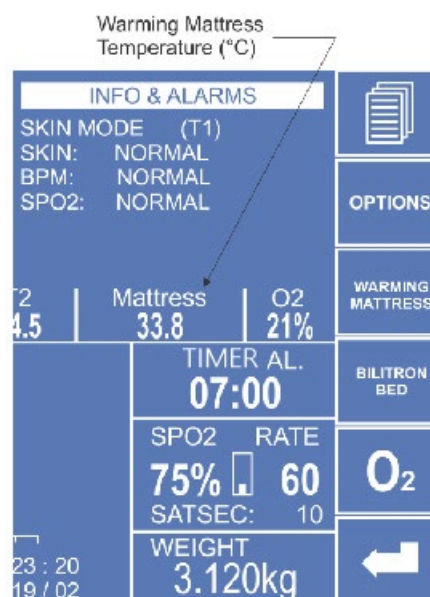 Warming Mattress
Temperature (°C)
INFO & ALARMS
SKIN MODE (T1)
SKIN: NORMAL
BPM: NORMAL
SPO2: NORMAL
OPTIONS
WARMING
MATTRESS
Mattress O2
33.8 21%
TIMER AL.
07:00
BILITRON
BED
SPO2 RATE
75% 60
SATSEC: 10
O2
WEIGHT
3.120kg
23 : 20
19 / 02